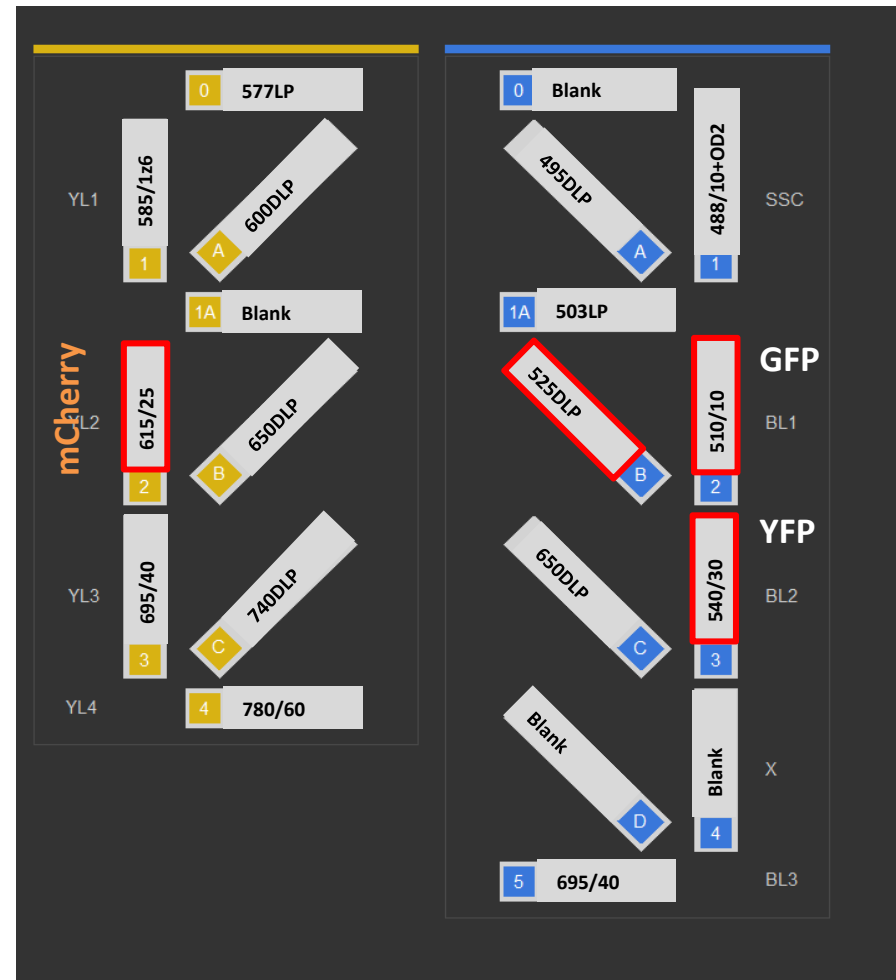 0 577LP
YL1
585/1z6
1
600DLP
A
1A Blank
mCherry
YL2
615/25
2
650DLP
B
YL3
695/40
3
740DLP
C
YL4
4 780/60
0 Blank
495DLP
A
488/10+OD2
1
SSC
1A 503LP
525DLP
B
GFP
510/10
2
BL1
650DLP
C
YFP
540/30
3
BL2
Blank
D
Blank
4
X
5 695/40
BL3